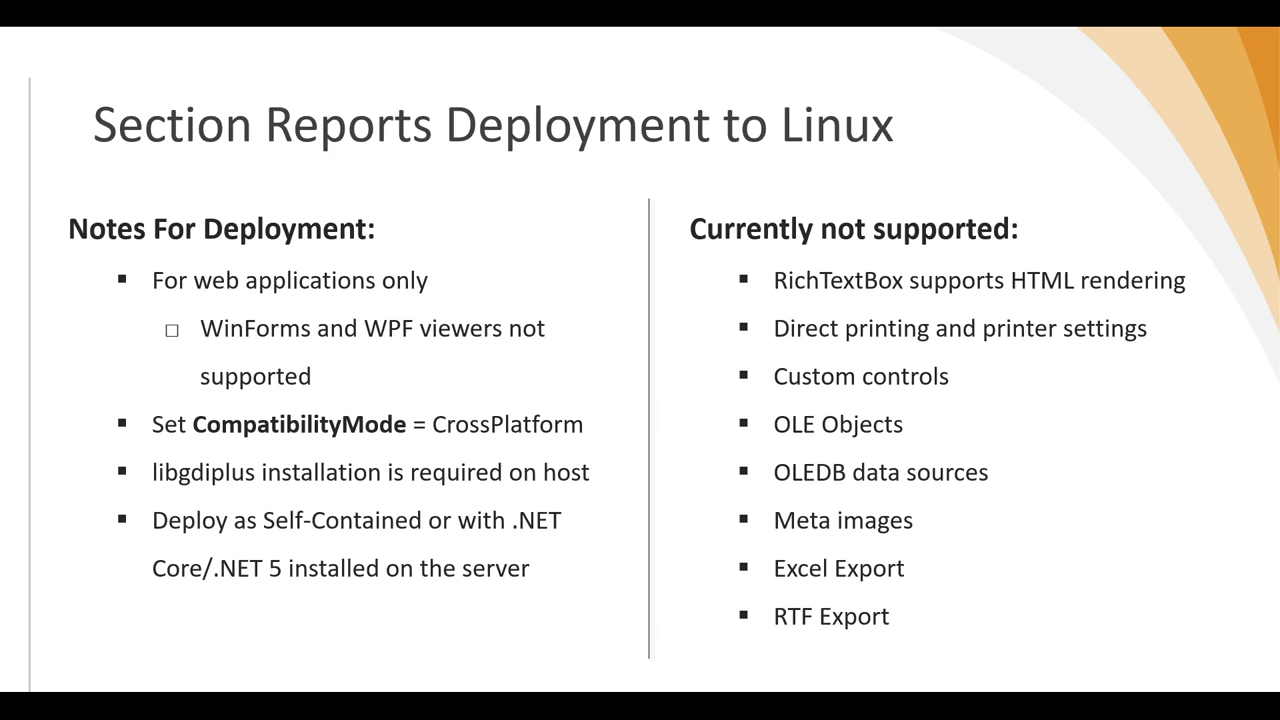 Section Reports Deployment to Linux
Notes For Deployment:
For web applications only
WinForms and WPF viewers not
supported
Set CompatibilityMode = CrossPlatform
libgdiplus installation is required on host
Deploy as Self-Contained or with .NET
Core/.NET 5 installed on the server
Currently not supported:
RichTextBox supports HTML rendering
Direct printing and printer settings
Custom controls
OLE Objects
OLEDB data sources
Meta images
Excel Export
RTF Export